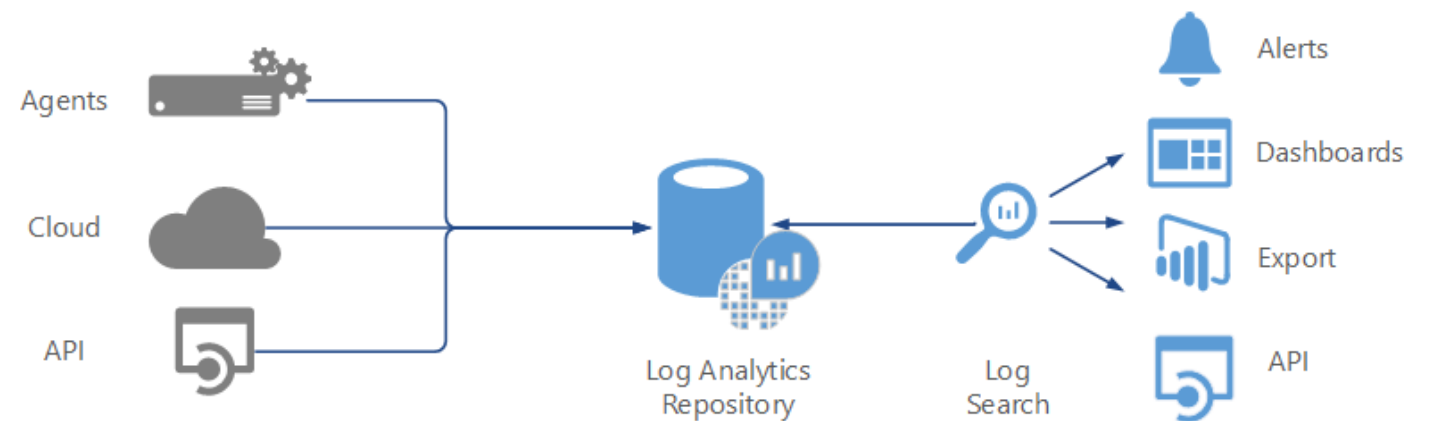 Agents
Cloud
API
Log Analytics
Repository
Log
Search
Alerts
Dashboards
Export
API